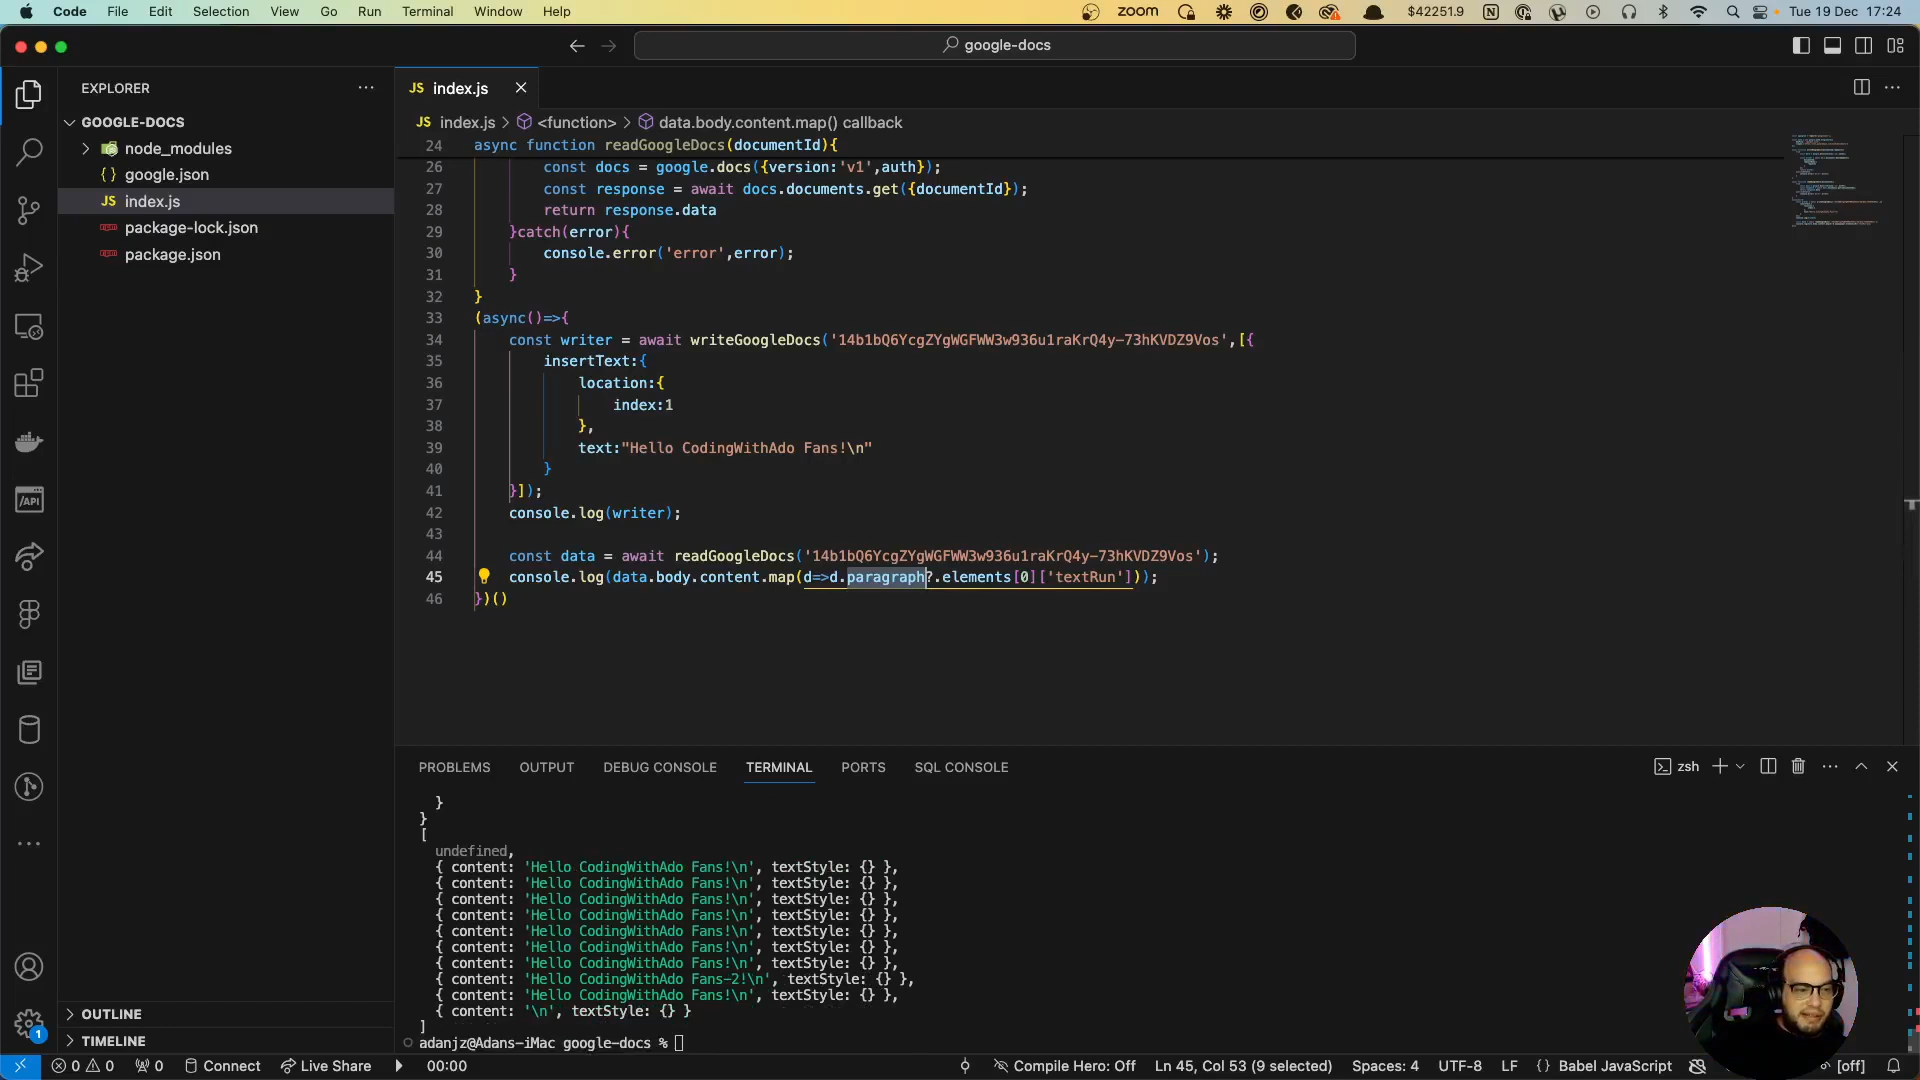 Code File Edit Selection View Go Run Terminal Window Help zoom $42251.9 Tue 19 Dec 17:24
google-docs
EXPLORER
GOOGLE-DOCS
node_modules
{} google.json
JS index.js
package-lock.json
package.json
OUTLINE
TIMELINE
JS index.js
JS index.js > <function> > data.body.content.map() callback
24 async function readGoogleDocs(documentId){
26 const docs = google.docs({version:'v1',auth});
27 const response = await docs.documents.get({documentId});
28 return response.data
29 }catch(error){
30 console.error('error',error);
31 }
32 }
33 (async()=>{
34 const writer = await writeGoogleDocs('14b1bQ6YcgZYgWGFWW3w936u1raKrQ4y-73hKVDZ9Vos',[{
35 insertText:{
36 location:{
37 index:1
38 },
39 text:"Hello CodingWithAdo Fans!\n"
40 }
41 }]);
42 console.log(writer);
43
44 const data = await readGoogleDocs('14b1bQ6YcgZYgWGFWW3w936u1raKrQ4y-73hKVDZ9Vos');
45 console.log(data.body.content.map(d=>d.paragraph?.elements[0]['textRun']));
46 })()
PROBLEMS OUTPUT DEBUG CONSOLE TERMINAL PORTS SQL CONSOLE zsh
}
}
[
undefined,
{ content: 'Hello CodingWithAdo Fans!\n', textStyle: {} },
{ content: 'Hello CodingWithAdo Fans!\n', textStyle: {} },
{ content: 'Hello CodingWithAdo Fans!\n', textStyle: {} },
{ content: 'Hello CodingWithAdo Fans!\n', textStyle: {} },
{ content: 'Hello CodingWithAdo Fans!\n', textStyle: {} },
{ content: 'Hello CodingWithAdo Fans!\n', textStyle: {} },
{ content: 'Hello CodingWithAdo Fans!\n', textStyle: {} },
{ content: 'Hello CodingWithAdo Fans-2!\n', textStyle: {} },
{ content: 'Hello CodingWithAdo Fans!\n', textStyle: {} },
{ content: '\n', textStyle: {} }
]
adanjz@Adans-iMac google-docs %
/API
1
0 0 0 Connect Live Share 00:00 Compile Hero: Off Ln 45, Col 53 (9 selected) Spaces: 4 UTF-8 LF {} Babel JavaScript [off]